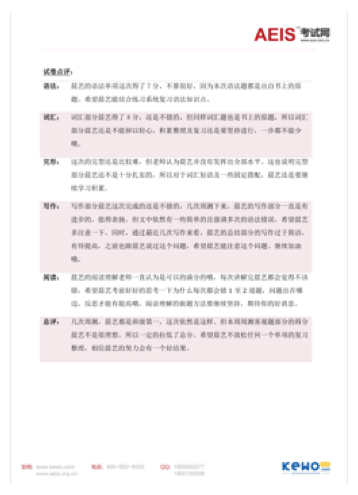 AEIS 考试网
试卷点评：
语法： 晨艺的语法单项这次得了 7 分，不算很好，因为本次语法题都是出自书上的原
题。希望晨艺能结合练习系统复习语法知识点。
词汇： 词汇部分晨艺得了 8 分，还是不错的，但同样词汇题也是书上的原题，所以词汇
部分晨艺还是不能掉以轻心，积累整理及复习还是要坚持进行，一步都不能少
哦。
完形： 这次的完型还是比较难，但老师认为晨艺并没有发挥出全部水平。这也说明完型
部分晨艺还不是十分扎实的，所以对于词汇短语及一些固定搭配，晨艺还是要继
续学习积累。
写作： 写作部分晨艺这次完成的还是不错的，几次周测下来，晨艺的写作部分一直是有
进步的，值得表扬。但文中依然有一些简单的且强调多次的语法错误，希望晨艺
多注意一下。同时，通过最近几次写作来看，晨艺的总结部分的写作过于简洁，
有待提高，之前也跟晨艺说过这个问题，希望晨艺能注意这个问题，继续加油
哦。
阅读： 晨艺的阅读理解老师一直认为是可以的满分的哦，每次讲解完晨艺都会觉得不该
错，希望晨艺考前好好的思考一下为什么每次都会错 1 至 2 道题，问题出在哪
边，反思才能有提高哦。阅读理解的做题方法要继续坚持，期待你的好消息。
总评： 几次周测，晨艺都是班级第一，这次依然是这样。但本周周测客观题部分的得分
晨艺不是很理想，所以一定的拉低了总分。希望晨艺不放松任何一个单项的复习
整理。相信晨艺的努力会有一个好结果。
官网： www.kewo.com 电话： QQ：
www.aeis.org.cn
KeWO